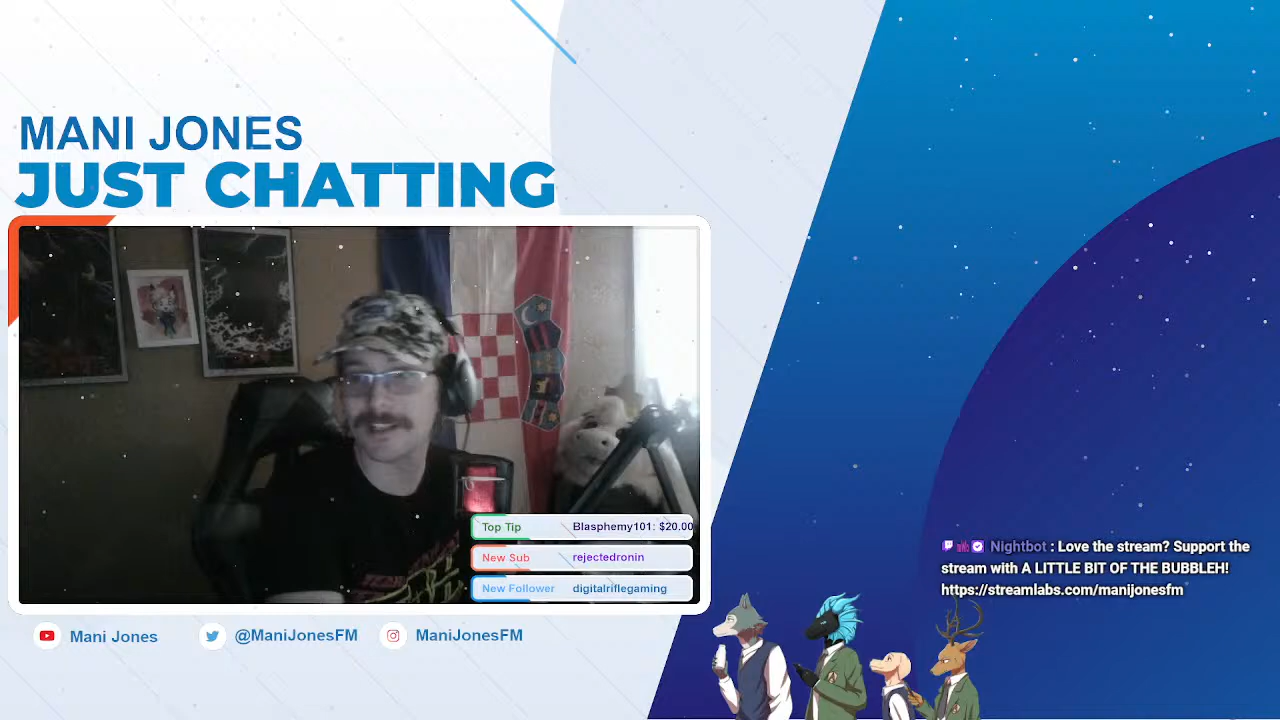 MANI JONES
JUST CHATTING
Top Tip Blasphemy101: $20.00
New Sub rejectedronin
New Follower digitalriflegaming
Mani Jones @ManiJonesFM ManiJonesFM
Nightbot : Love the stream? Support the
stream with A LITTLE BIT OF THE BUBBLEH!
https://streamlabs.com/manijonesfm